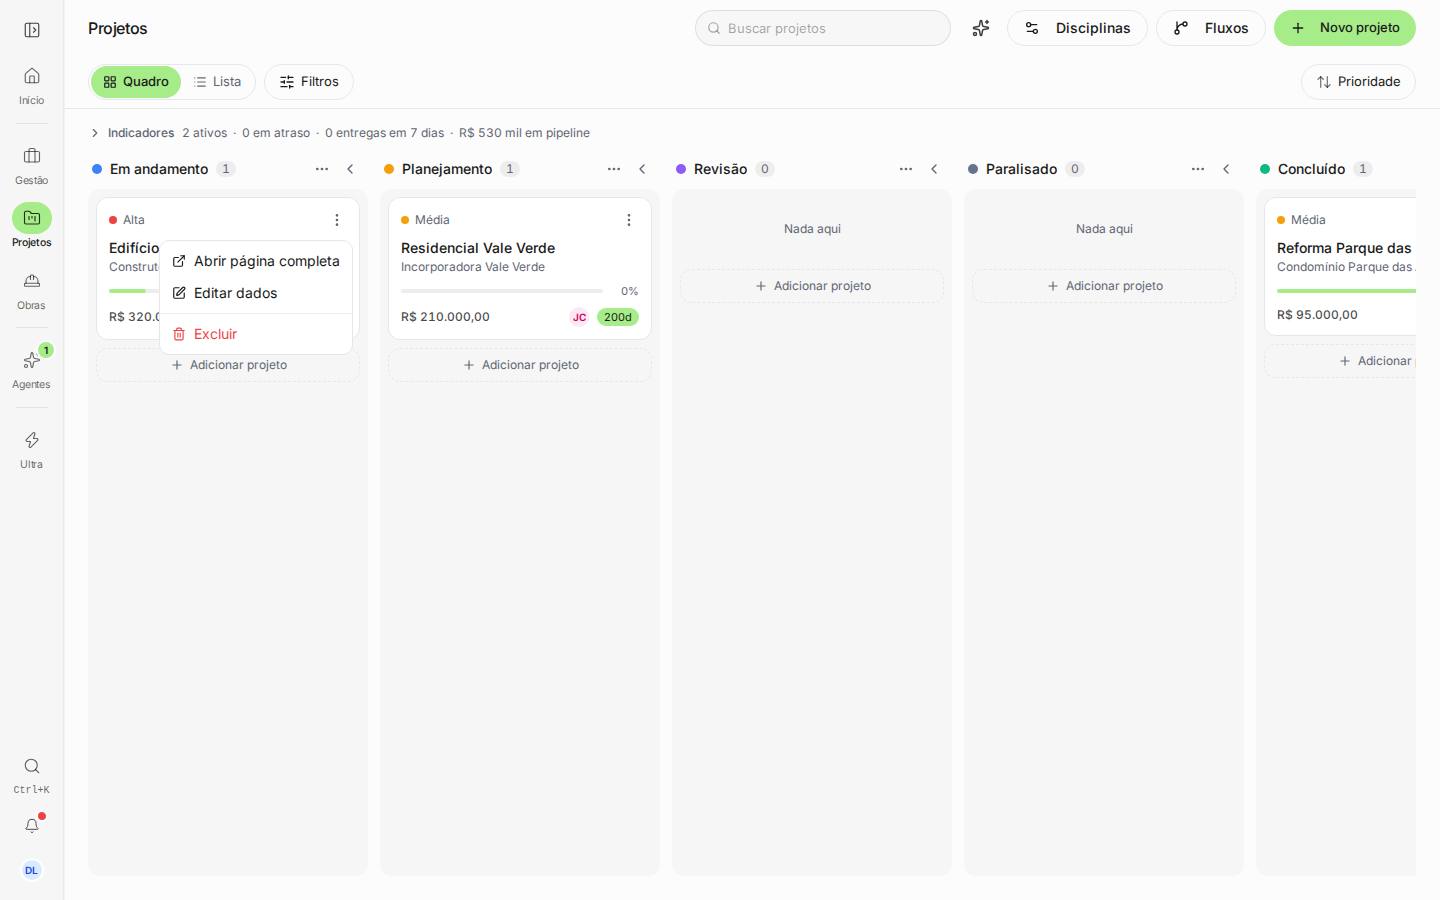 Projetos
Buscar projetos
Disciplinas
Fluxos
Novo projeto
Quadro
Lista
Filtros
Prioridade
Indicadores 2 ativos · 0 em atraso · 0 entregas em 7 dias · R$ 530 mil em pipeline
Início
Gestão
Projetos
Obras
1
Agentes
Ultra
Ctrl+K
DL
Em andamento 1
Alta
Edifício
Constru
R$ 320.0
Abrir página completa
Editar dados
Excluir
Adicionar projeto
Planejamento 1
Média
Residencial Vale Verde
Incorporadora Vale Verde
0%
R$ 210.000,00
JC
200d
Adicionar projeto
Revisão 0
Nada aqui
Adicionar projeto
Paralisado 0
Nada aqui
Adicionar projeto
Concluído 1
Média
Reforma Parque das
Condomínio Parque das
R$ 95.000,00
Adicionar